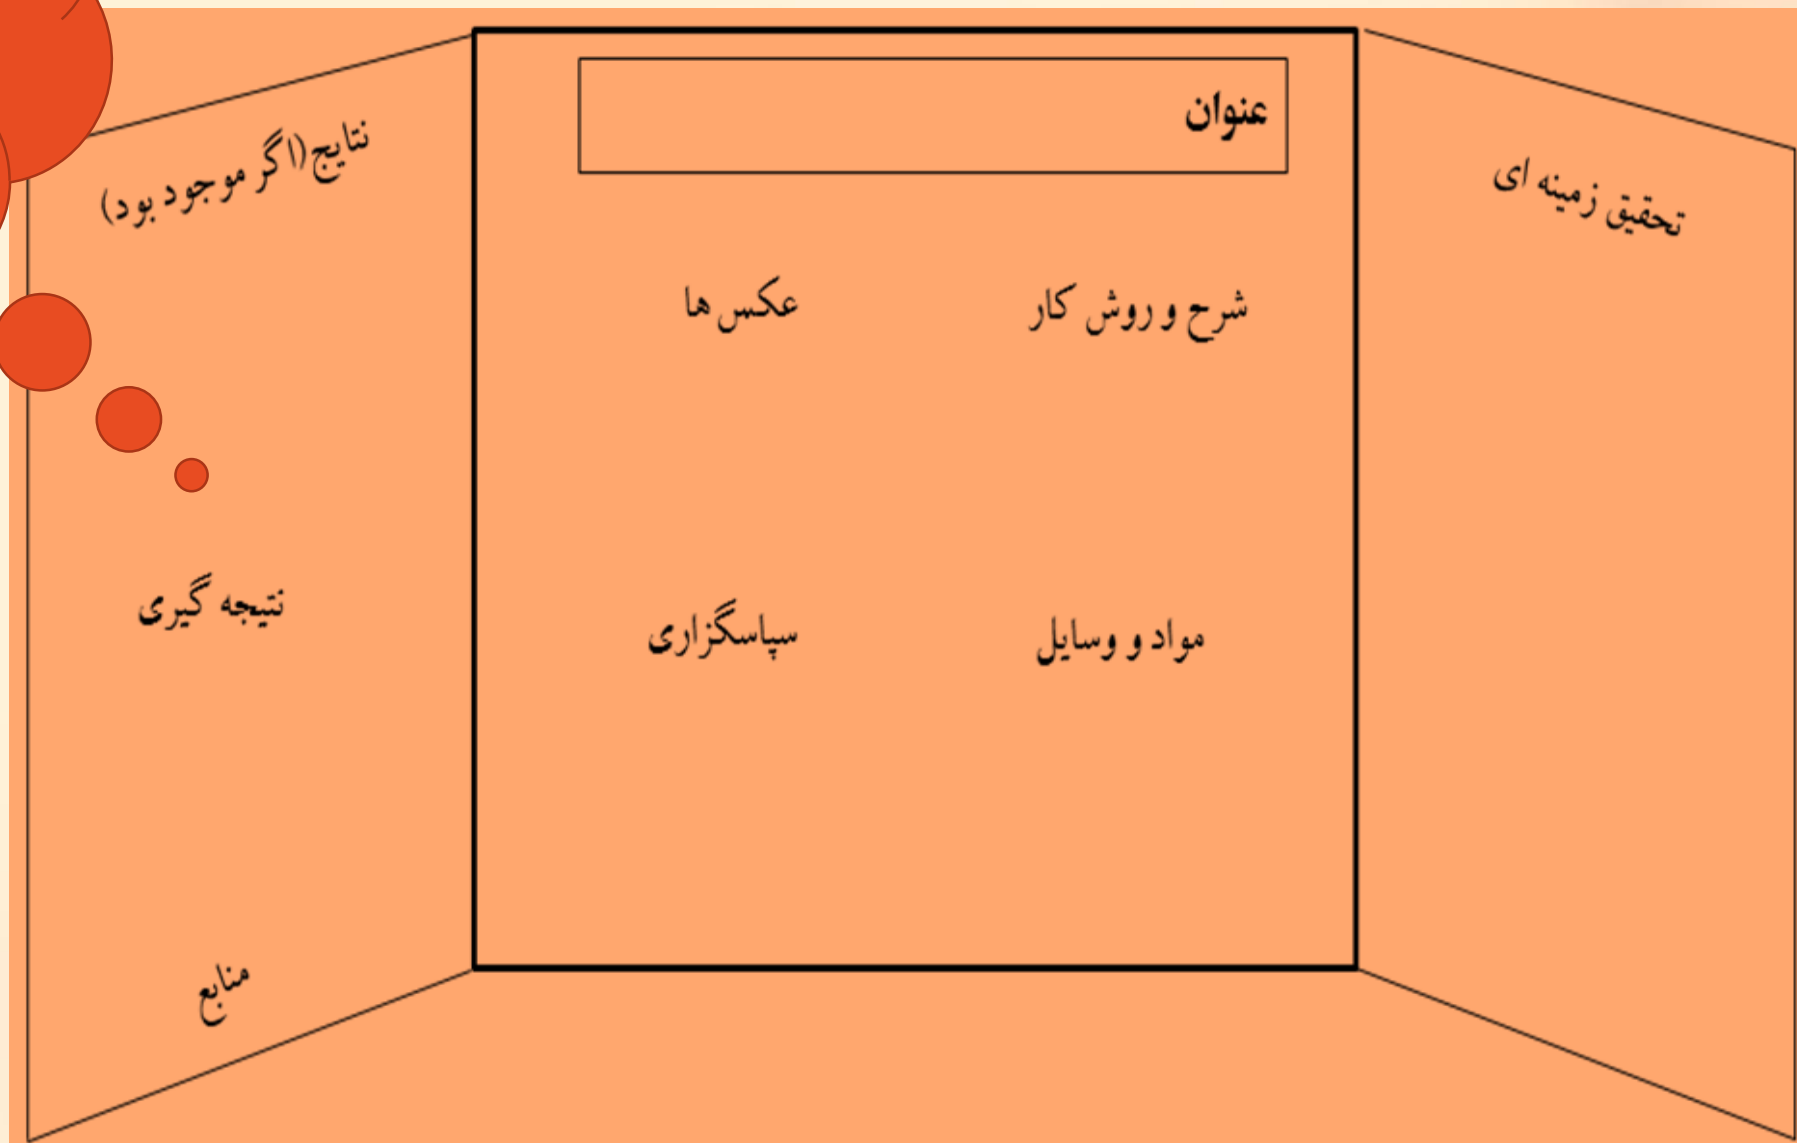 عنوان
تحقیق زمینه ای
شرح و روش کار
عکس ها
مواد و وسایل
سپاسگزاری
نتایج(اگر موجود بود)
نتیجه گیری
منابع